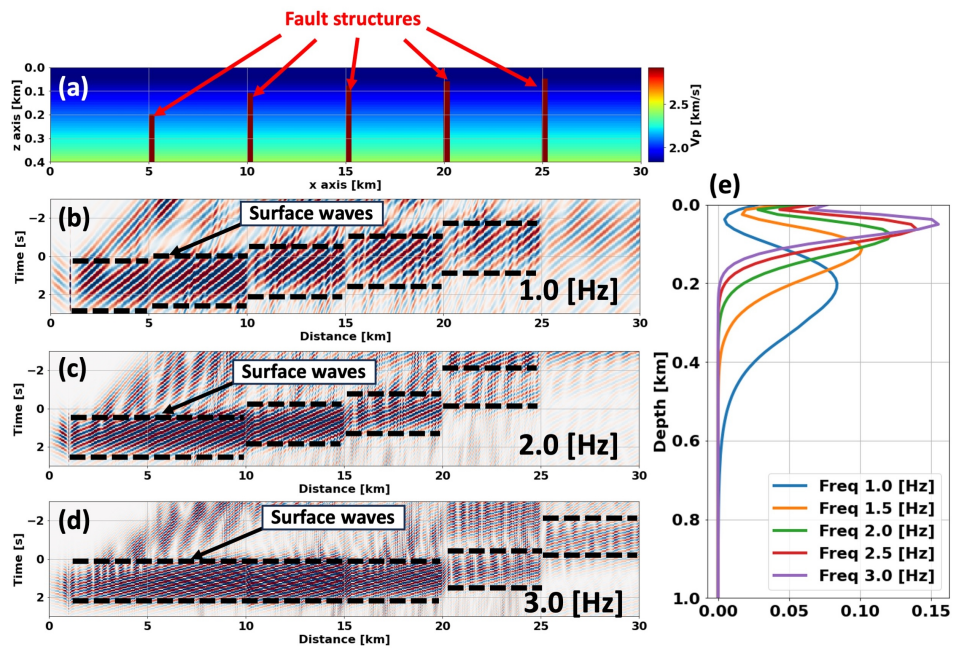 Fault structures
(a)
z axis [km]
0.0
0.1
0.2
0.3
0.4
0
5
10
15
20
25
30
x axis [km]
2.5
2.0
Vp [km/s]
(b)
Surface waves
Time [s]
−2
0
2
1.0 [Hz]
0
5
10
15
20
25
30
Distance [km]
(c)
Surface waves
Time [s]
−2
0
2
2.0 [Hz]
0
5
10
15
20
25
30
Distance [km]
(d)
Surface waves
Time [s]
−2
0
2
3.0 [Hz]
0
5
10
15
20
25
30
Distance [km]
(e)
Depth [km]
0.0
0.2
0.4
0.6
0.8
1.0
Freq 1.0 [Hz]
Freq 1.5 [Hz]
Freq 2.0 [Hz]
Freq 2.5 [Hz]
Freq 3.0 [Hz]
0.00
0.05
0.10
0.15